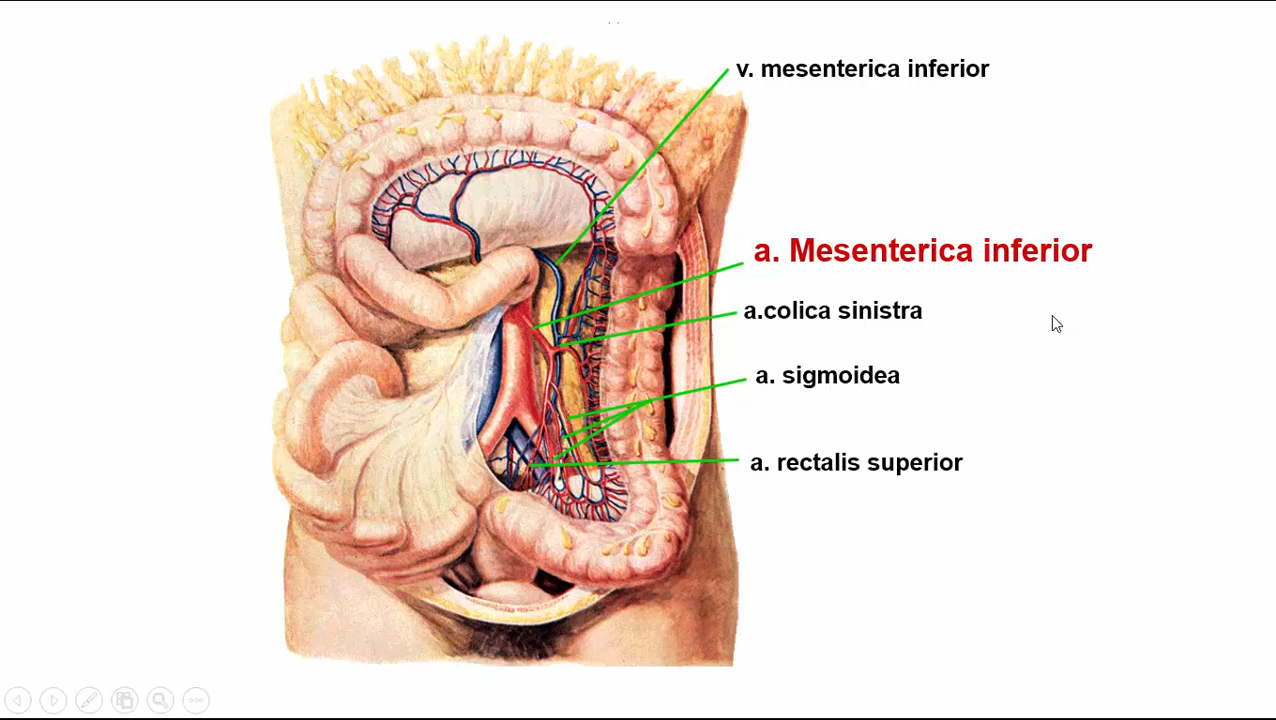 v. mesenterica inferior
a. Mesenterica inferior
a.colica sinistra
a. sigmoidea
a. rectalis superior